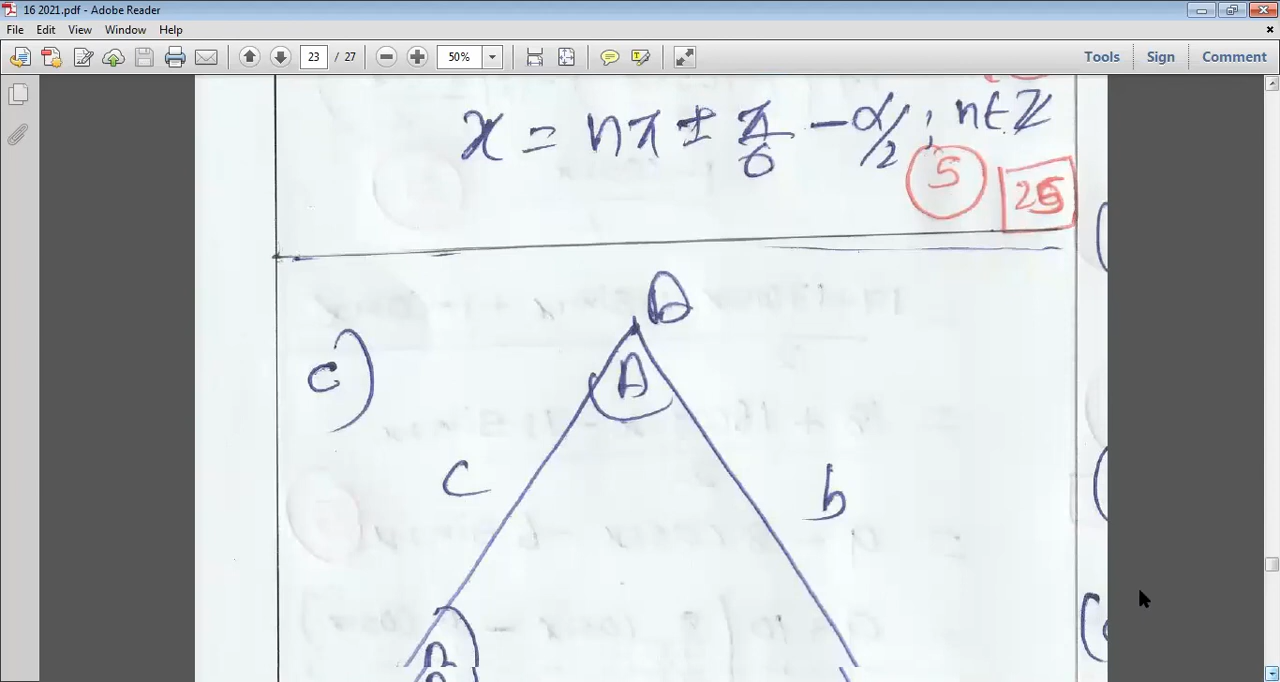 16 2021.pdf - Adobe Reader
File Edit View Window Help
23 / 27 50% Tools Sign Comment
x = nπ ± π/6 - α/2 ; n ∈ ℤ
5 25
c)
A
c b
B